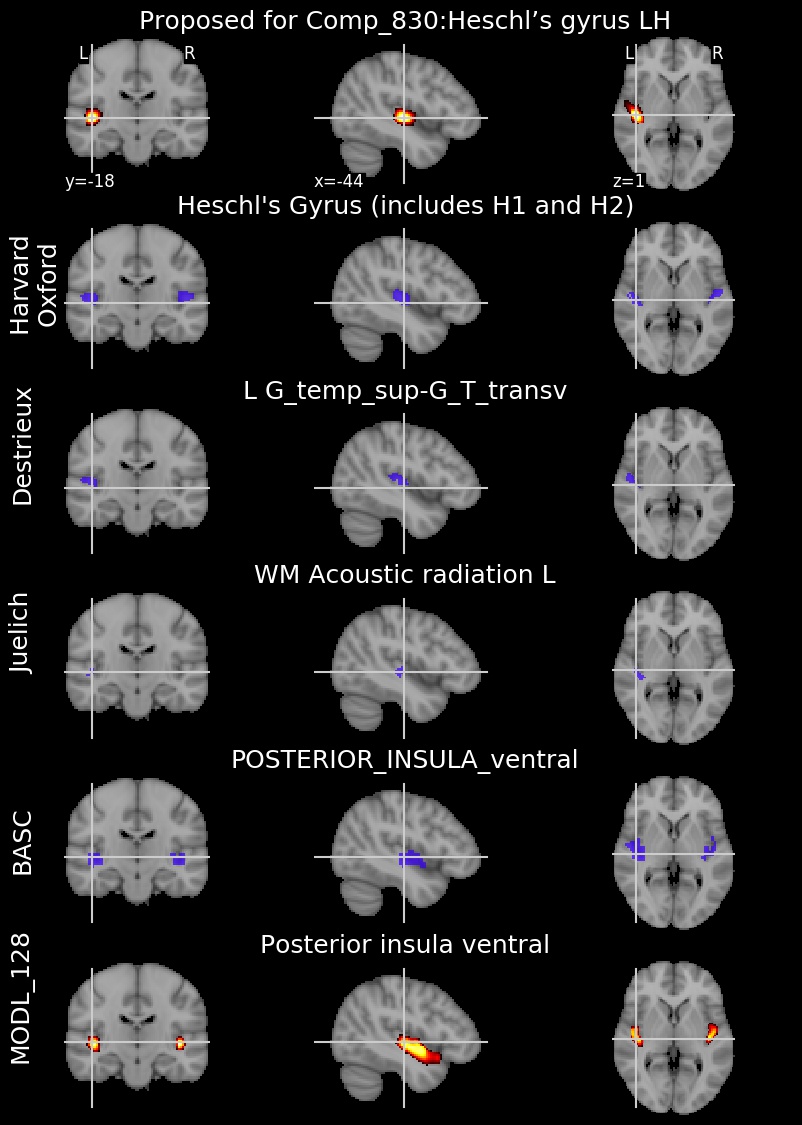 Proposed for Comp_830:Heschl’s gyrus LH
L R L R
y=-18 x=-44 z=1
Heschl's Gyrus (includes H1 and H2)
Harvard
Oxford
L G_temp_sup-G_T_transv
Destrieux
WM Acoustic radiation L
Juelich
POSTERIOR_INSULA_ventral
BASC
Posterior insula ventral
MODL_128